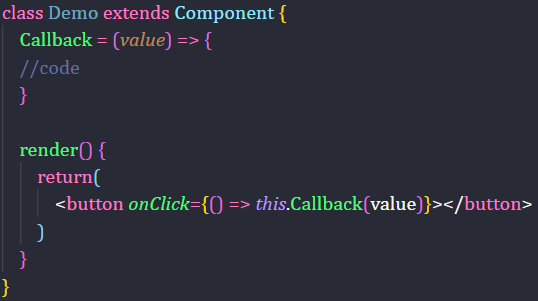 class Demo extends Component {
Callback = (value) => {
//code
}
render() {
return(
<button onClick={() => this.Callback(value)}></button>
)
}
}